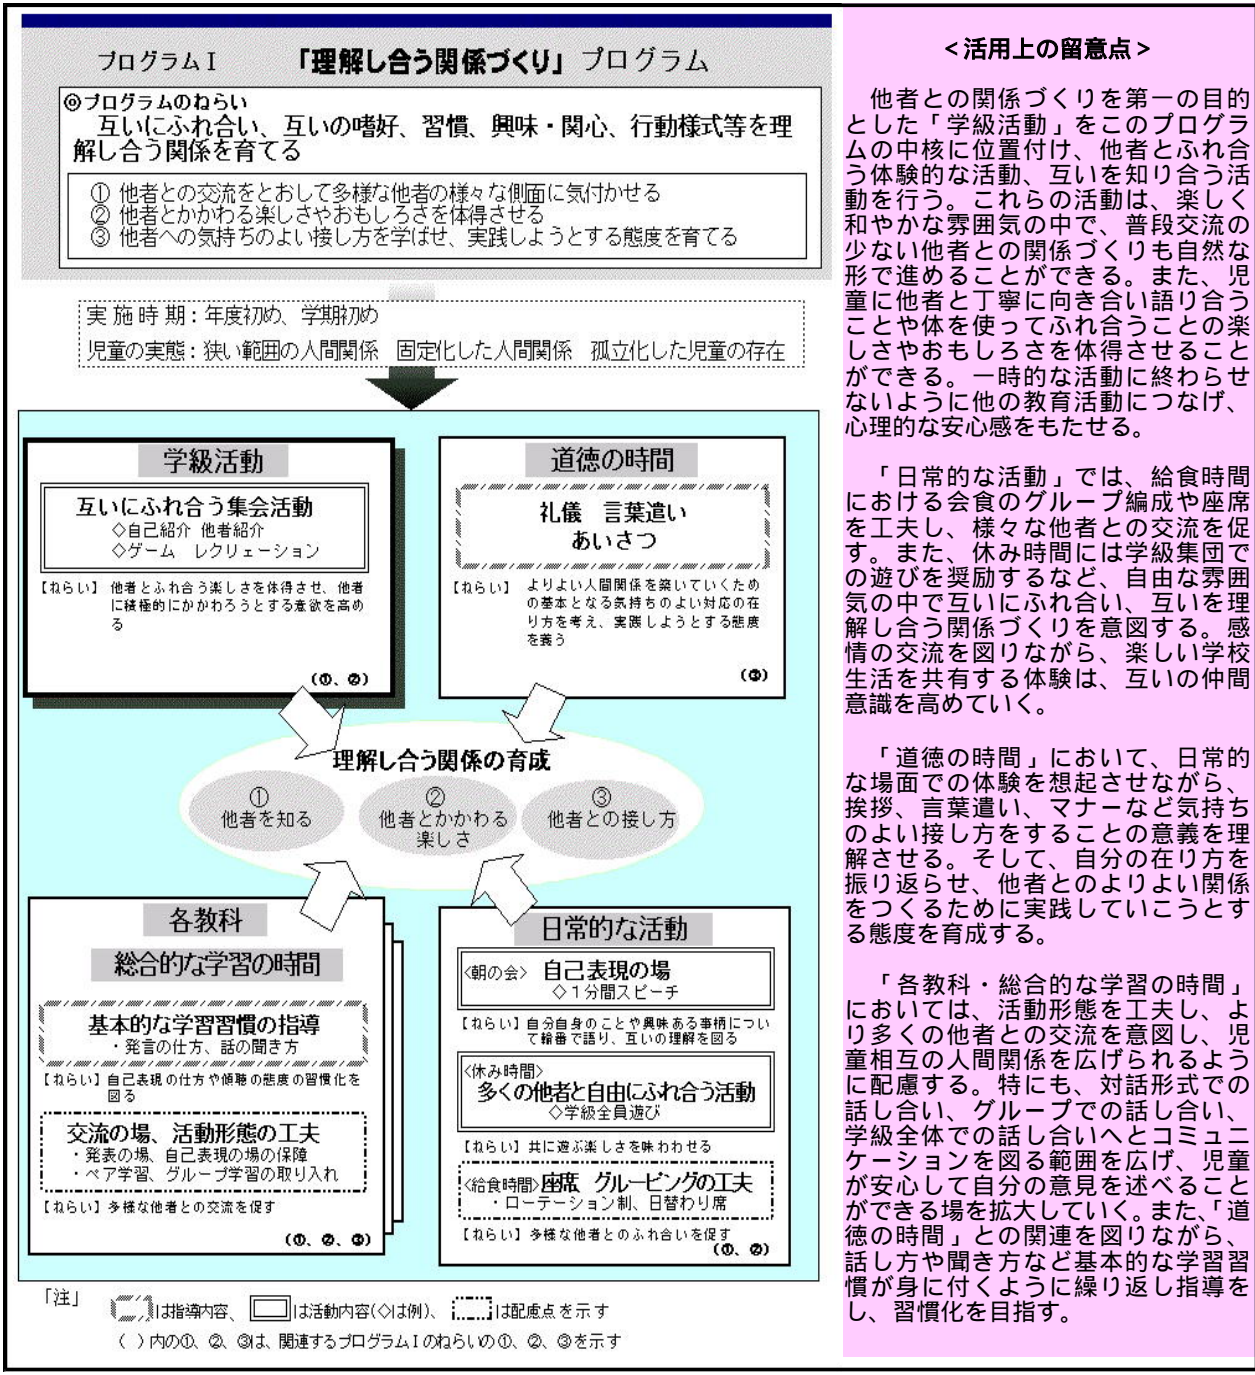 プログラムⅠ 「理解し合う関係づくり」プログラム
◎プログラムのねらい
互いにふれ合い、互いの嗜好、習慣、興味・関心、行動様式等を理
解し合う関係を育てる
① 他者との交流をとおして多様な他者の様々な側面に気付かせる
② 他者とかかわる楽しさやおもしろさを体得させる
③ 他者への気持ちのよい接し方を学ばせ、実践しようとする態度を育てる
実施時期：年度初め、学期初め
児童の実態：狭い範囲の人間関係 固定化した人間関係 孤立化した児童の存在
学級活動
互いにふれ合う集会活動
◇自己紹介 他者紹介
◇ゲーム レクリェーション
【ねらい】 他者とふれ合う楽しさを体得させ、他者
に積極的にかかわろうとする意欲を高め
る
（①、②）
道徳の時間
礼儀 言葉遣い
あいさつ
【ねらい】 よりよい人間関係を築いていくため
の基本となる気持ちのよい対応の在
り方を考え、実践しようとする態度
を養う
（③）
理解し合う関係の育成
①
他者を知る
②
他者とかかわる
楽しさ
③
他者との接し方
各教科
総合的な学習の時間
基本的な学習習慣の指導
・発言の仕方、話の聞き方
【ねらい】自己表現の仕方や傾聴の態度の習慣化を
図る
交流の場、活動形態の工夫
・発表の場、自己表現の場の保障
・ペア学習、グループ学習の取り入れ
【ねらい】多様な他者との交流を促す
（①、②、③）
日常的な活動
〈朝の会〉 自己表現の場
◇１分間スピーチ
【ねらい】自分自身のことや興味ある事柄につい
て輪番で語り、互いの理解を図る
〈休み時間〉
多くの他者と自由にふれ合う活動
◇学級全員遊び
【ねらい】共に遊ぶ楽しさを味わわせる
〈給食時間〉座席 グルーピングの工夫
・ローテーション制、日替わり席
【ねらい】多様な他者とのふれ合いを促す
（①、②）
「注」 は指導内容、 は活動内容(◇は例)、 は配慮点を示す
（ ）内の①、②、③は、関連するプログラムⅠのねらいの①、②、③を示す
＜活用上の留意点＞
他者との関係づくりを第一の目的
とした「学級活動」をこのプログラ
ムの中核に位置付け、他者とふれ合
う体験的な活動、互いを知り合う活
動を行う。これらの活動は、楽しく
和やかな雰囲気の中で、普段交流の
少ない他者との関係づくりも自然な
形で進めることができる。また、児
童に他者と丁寧に向き合い語り合う
ことや体を使ってふれ合うことの楽
しさやおもしろさを体得させること
ができる。一時的な活動に終わらせ
ないように他の教育活動につなげ、
心理的な安心感をもたせる。
「日常的な活動」では、給食時間
における会食のグループ編成や座席
を工夫し、様々な他者との交流を促
す。また、休み時間には学級集団で
の遊びを奨励するなど、自由な雰囲
気の中で互いにふれ合い、互いを理
解し合う関係づくりを意図する。感
情の交流を図りながら、楽しい学校
生活を共有する体験は、互いの仲間
意識を高めていく。
「道徳の時間」において、日常的
な場面での体験を想起させながら、
挨拶、言葉遣い、マナーなど気持ち
のよい接し方をすることの意義を理
解させる。そして、自分の在り方を
振り返らせ、他者とのよりよい関係
をつくるために実践していこうとす
る態度を育成する。
「各教科・総合的な学習の時間」
においては、活動形態を工夫し、よ
り多くの他者との交流を意図し、児
童相互の人間関係を広げられるよう
に配慮する。特にも、対話形式での
話し合い、グループでの話し合い、
学級全体での話し合いへとコミュニ
ケーションを図る範囲を広げ、児童
が安心して自分の意見を述べること
ができる場を拡大していく。また、「道
徳の時間」との関連を図りながら、
話し方や聞き方など基本的な学習習
慣が身に付くように繰り返し指導を
し、習慣化を目指す。